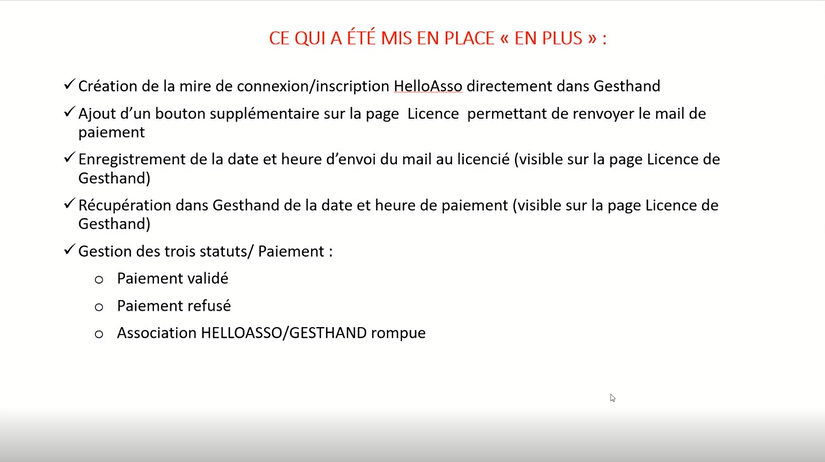 CE QUI A ÉTÉ MIS EN PLACE « EN PLUS » :
✓Création de la mire de connexion/inscription HelloAsso directement dans Gesthand
✓Ajout d’un bouton supplémentaire sur la page Licence permettant de renvoyer le mail de
paiement
✓Enregistrement de la date et heure d’envoi du mail au licencié (visible sur la page Licence de
Gesthand)
✓Récupération dans Gesthand de la date et heure de paiement (visible sur la page Licence de
Gesthand)
✓Gestion des trois statuts/ Paiement :
o Paiement validé
o Paiement refusé
o Association HELLOASSO/GESTHAND rompue